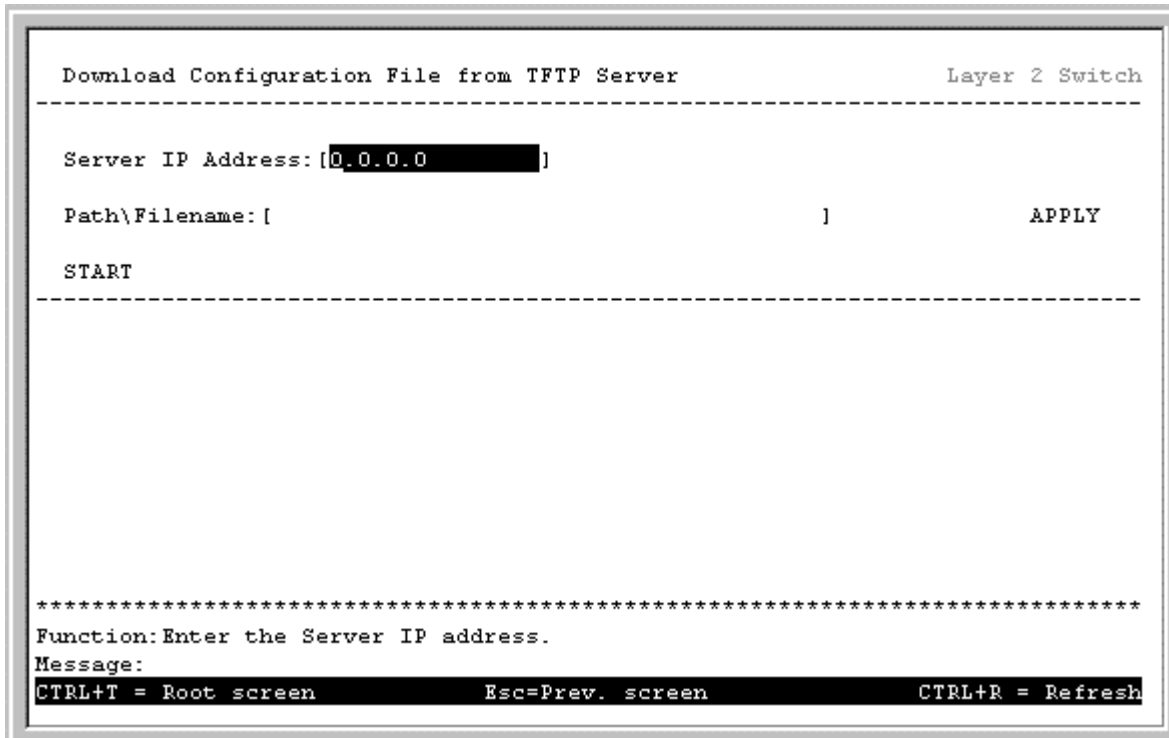 Download Configuration File from TFTP Server Layer 2 Switch
--------------------------------------------------------------------------------
Server IP Address:[0.0.0.0 ]
Path\Filename:[ ] APPLY
START
--------------------------------------------------------------------------------
********************************************************************************
Function:Enter the Server IP address.
Message:
CTRL+T = Root screen Esc=Prev. screen CTRL+R = Refresh